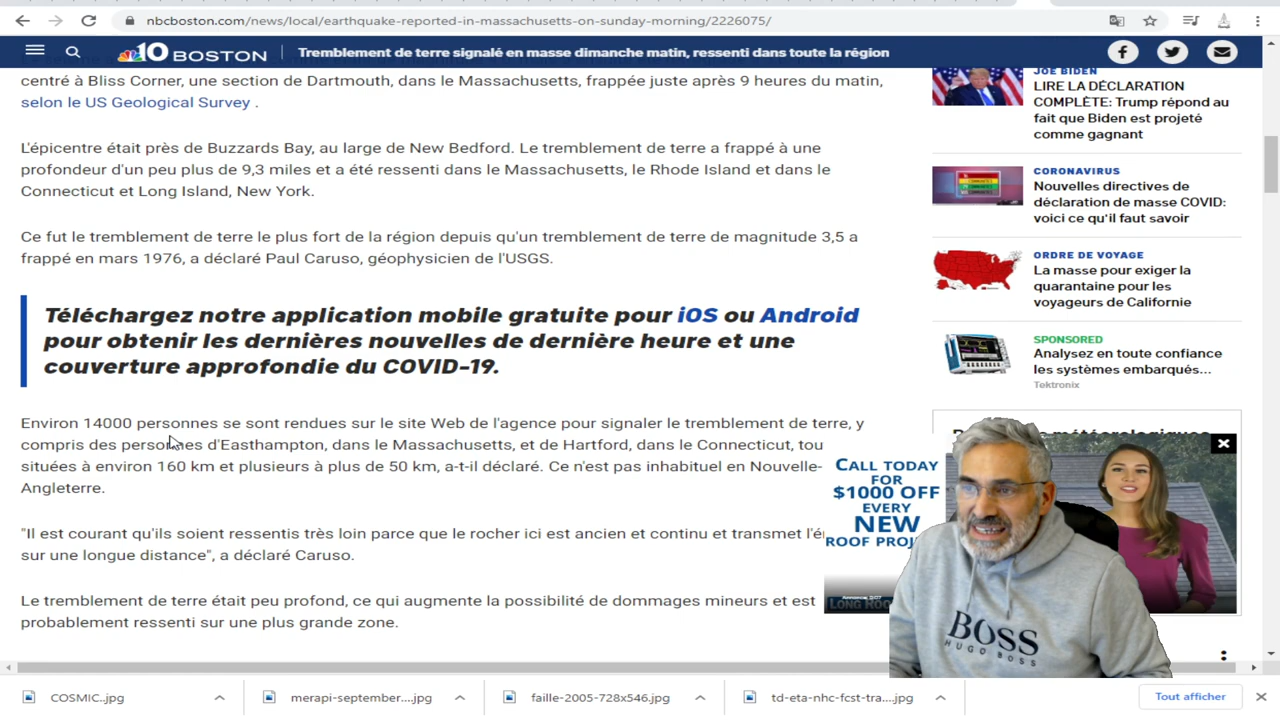 nbcboston.com/news/local/earthquake-reported-in-massachusetts-on-sunday-morning/2226075/
10 BOSTON
Tremblement de terre signalé en masse dimanche matin, ressenti dans toute la région
centré à Bliss Corner, une section de Dartmouth, dans le Massachusetts, frappée juste après 9 heures du matin,
selon le US Geological Survey .
L'épicentre était près de Buzzards Bay, au large de New Bedford. Le tremblement de terre a frappé à une
profondeur d'un peu plus de 9,3 miles et a été ressenti dans le Massachusetts, le Rhode Island et dans le
Connecticut et Long Island, New York.
Ce fut le tremblement de terre le plus fort de la région depuis qu'un tremblement de terre de magnitude 3,5 a
frappé en mars 1976, a déclaré Paul Caruso, géophysicien de l'USGS.
Téléchargez notre application mobile gratuite pour iOS ou Android
pour obtenir les dernières nouvelles de dernière heure et une
couverture approfondie du COVID-19.
Environ 14000 personnes se sont rendues sur le site Web de l'agence pour signaler le tremblement de terre, y
compris des personnes d'Easthampton, dans le Massachusetts, et de Hartford, dans le Connecticut, tou
situées à environ 160 km et plusieurs à plus de 50 km, a-t-il déclaré. Ce n'est pas inhabituel en Nouvelle-
Angleterre.
"Il est courant qu'ils soient ressentis très loin parce que le rocher ici est ancien et continu et transmet l'é
sur une longue distance", a déclaré Caruso.
Le tremblement de terre était peu profond, ce qui augmente la possibilité de dommages mineurs et est
probablement ressenti sur une plus grande zone.
JOE BIDEN
LIRE LA DÉCLARATION
COMPLÈTE: Trump répond au
fait que Biden est projeté
comme gagnant
CORONAVIRUS
Nouvelles directives de
déclaration de masse COVID:
voici ce qu'il faut savoir
ORDRE DE VOYAGE
La masse pour exiger la
quarantaine pour les
voyageurs de Californie
SPONSORED
Analysez en toute confiance
les systèmes embarqués...
Tektronix
CALL TODAY
FOR
$1000 OFF
EVERY
NEW
ROOF PROJ
LONG ROO
BOSS
HUGO BOSS
COSMIC..jpg
merapi-september....jpg
faille-2005-728x546.jpg
td-eta-nhc-fcst-tra....jpg
Tout afficher